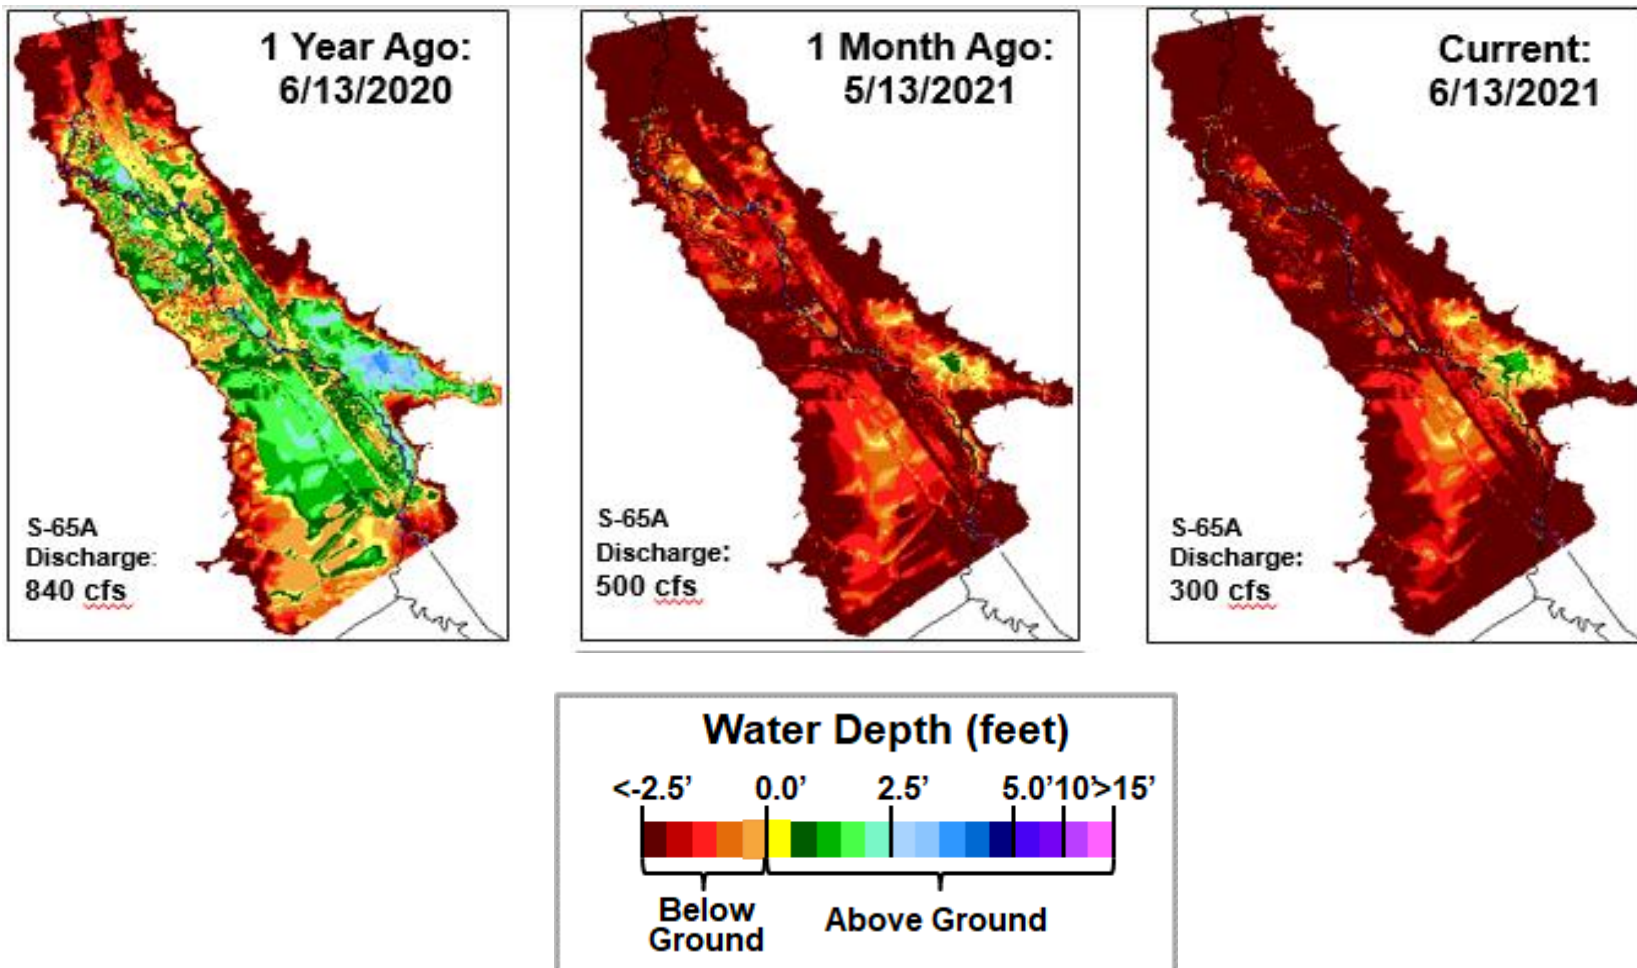 1 Year Ago:
6/13/2020
S-65A
Discharge:
840 cfs
1 Month Ago:
5/13/2021
S-65A
Discharge:
500 cfs
Current:
6/13/2021
S-65A
Discharge:
300 cfs
Water Depth (feet)
<-2.5’ 0.0’ 2.5’ 5.0’10’>15’
Below
Ground
Above Ground